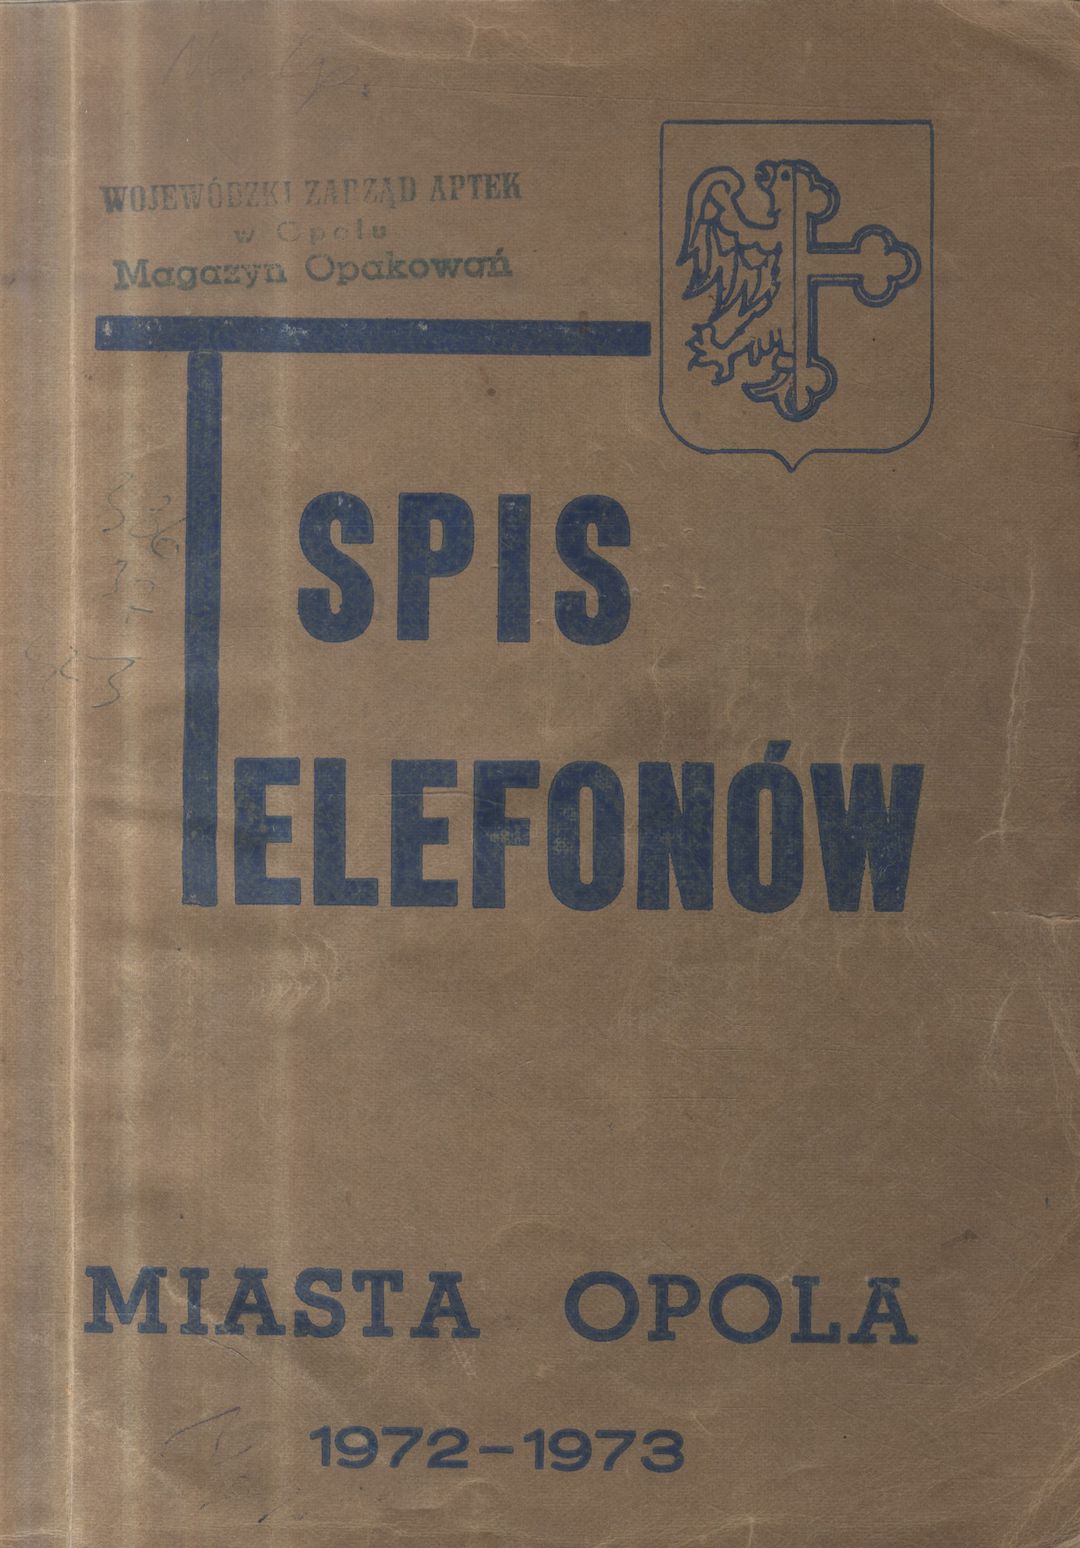 WOJEWÓDZKI ZARZĄD APTEK
w Opolu
Magazyn Opakowań
SPIS
TELEFONÓW
MIASTA OPOLA
1972-1973